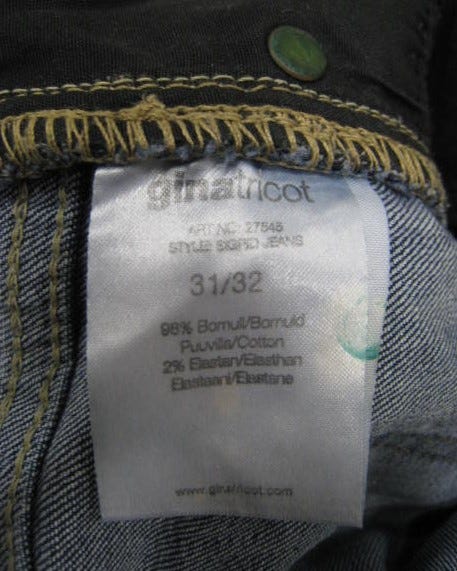 ginatricot
ART NO: 27545
STYLE: SIGRID JEANS
31/32
98% Bomull/Bomuld
Puuvilla/Cotton
2% Elastan/Elasthan
Elastaani/Elastane
www.ginatricot.com